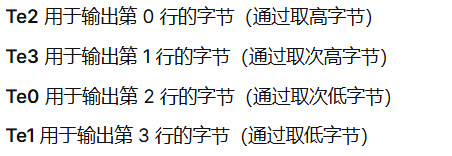 Te2 用于输出第 0 行的字节（通过取高字节）
Te3 用于输出第 1 行的字节（通过取次高字节）
Te0 用于输出第 2 行的字节（通过取次低字节）
Te1 用于输出第 3 行的字节（通过取低字节）